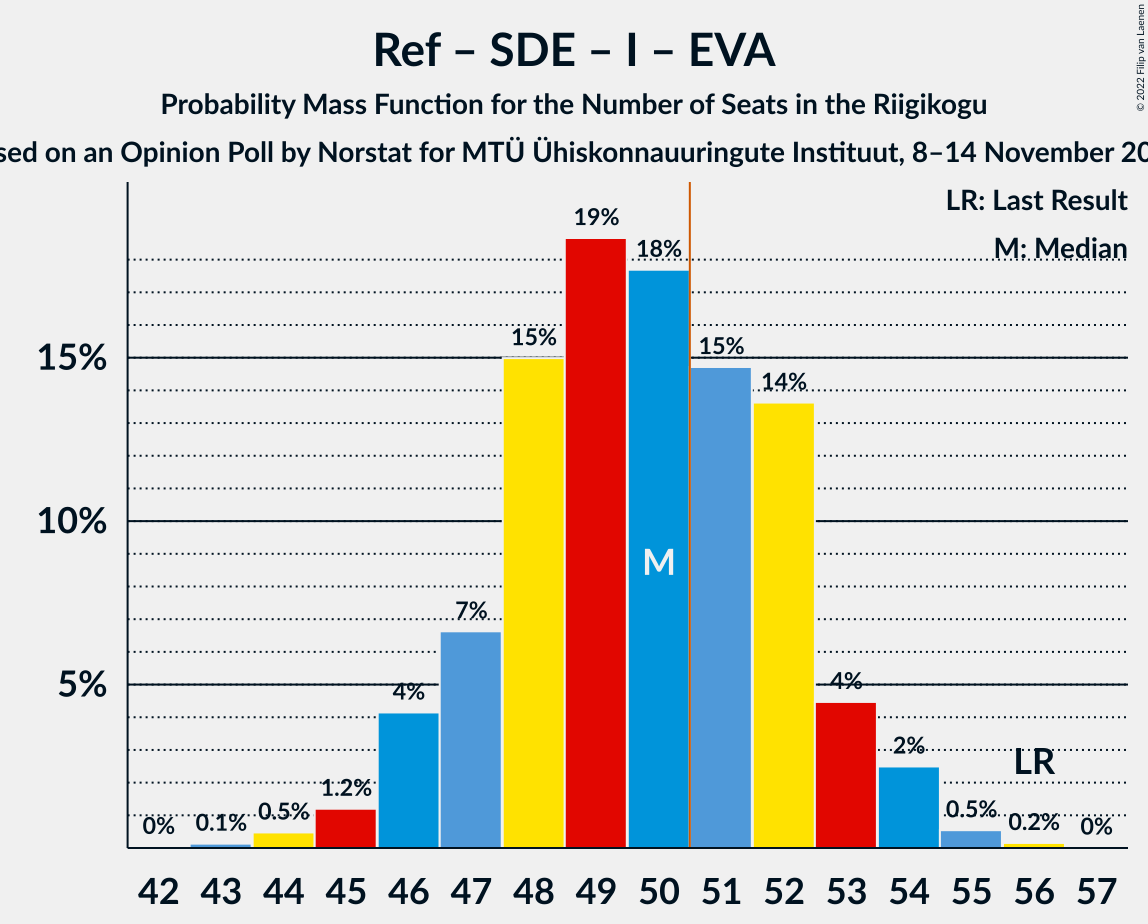 Ref – SDE – I – EVA
Probability Mass Function for the Number of Seats in the Riigikogu
on an Opinion Poll by Norstat for MTÜ Ühiskonnauuringute Instituut, 8–14 November
© 2022 Filip van Laenen
LR: Last Result
M: Median
15%
10%
5%
0%
0.1%
0.5%
1.2%
4%
7%
15%
19%
18%
15%
14%
4%
2%
0.5%
0.2%
0%
M
LR
42 43 44 45 46 47 48 49 50 51 52 53 54 55 56 57